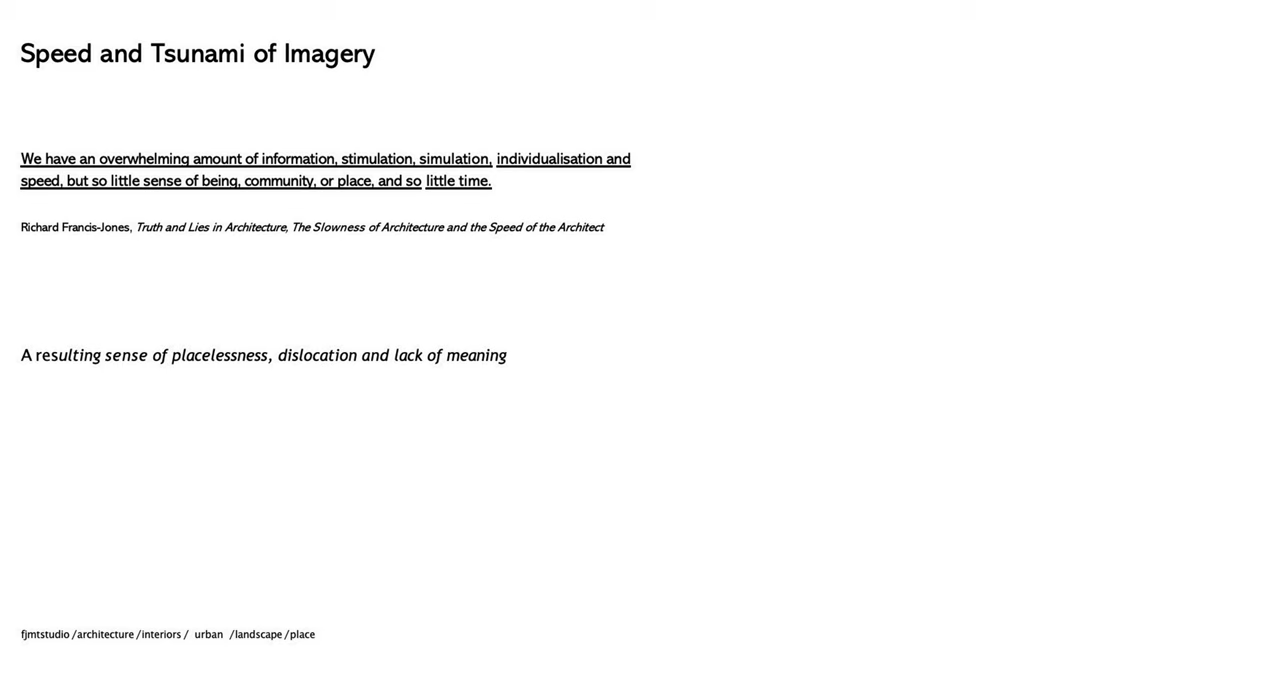 Speed and Tsunami of Imagery
We have an overwhelming amount of information, stimulation, simulation, individualisation and
speed, but so little sense of being, community, or place, and so little time.
Richard Francis-Jones, Truth and Lies in Architecture, The Slowness of Architecture and the Speed of the Architect
A resulting sense of placelessness, dislocation and lack of meaning
fjmtstudio /architecture /interiors / urban /landscape /place